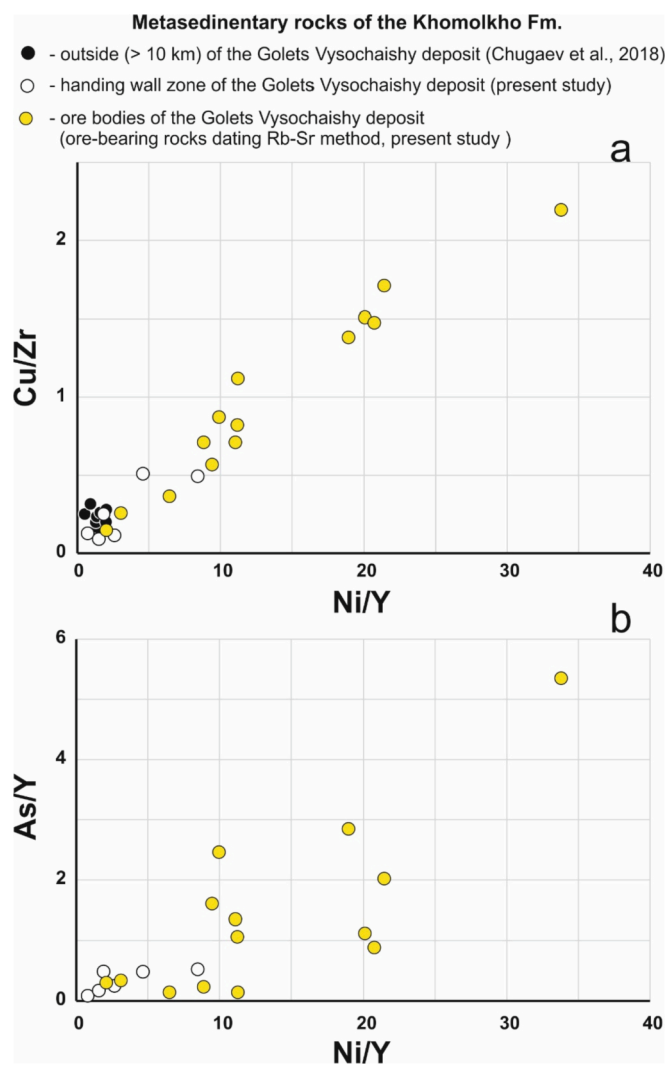 Metasedinentary rocks of the Khomolkho Fm.
- outside (> 10 km) of the Golets Vysochaishy deposit (Chugaev et al., 2018)
- handing wall zone of the Golets Vysochaishy deposit (present study)
- ore bodies of the Golets Vysochaishy deposit
(ore-bearing rocks dating Rb-Sr method, present study )
a
2
1
0
Cu/Zr
0 10 20 30 40
Ni/Y
b
6
4
2
0
As/Y
0 10 20 30 40
Ni/Y